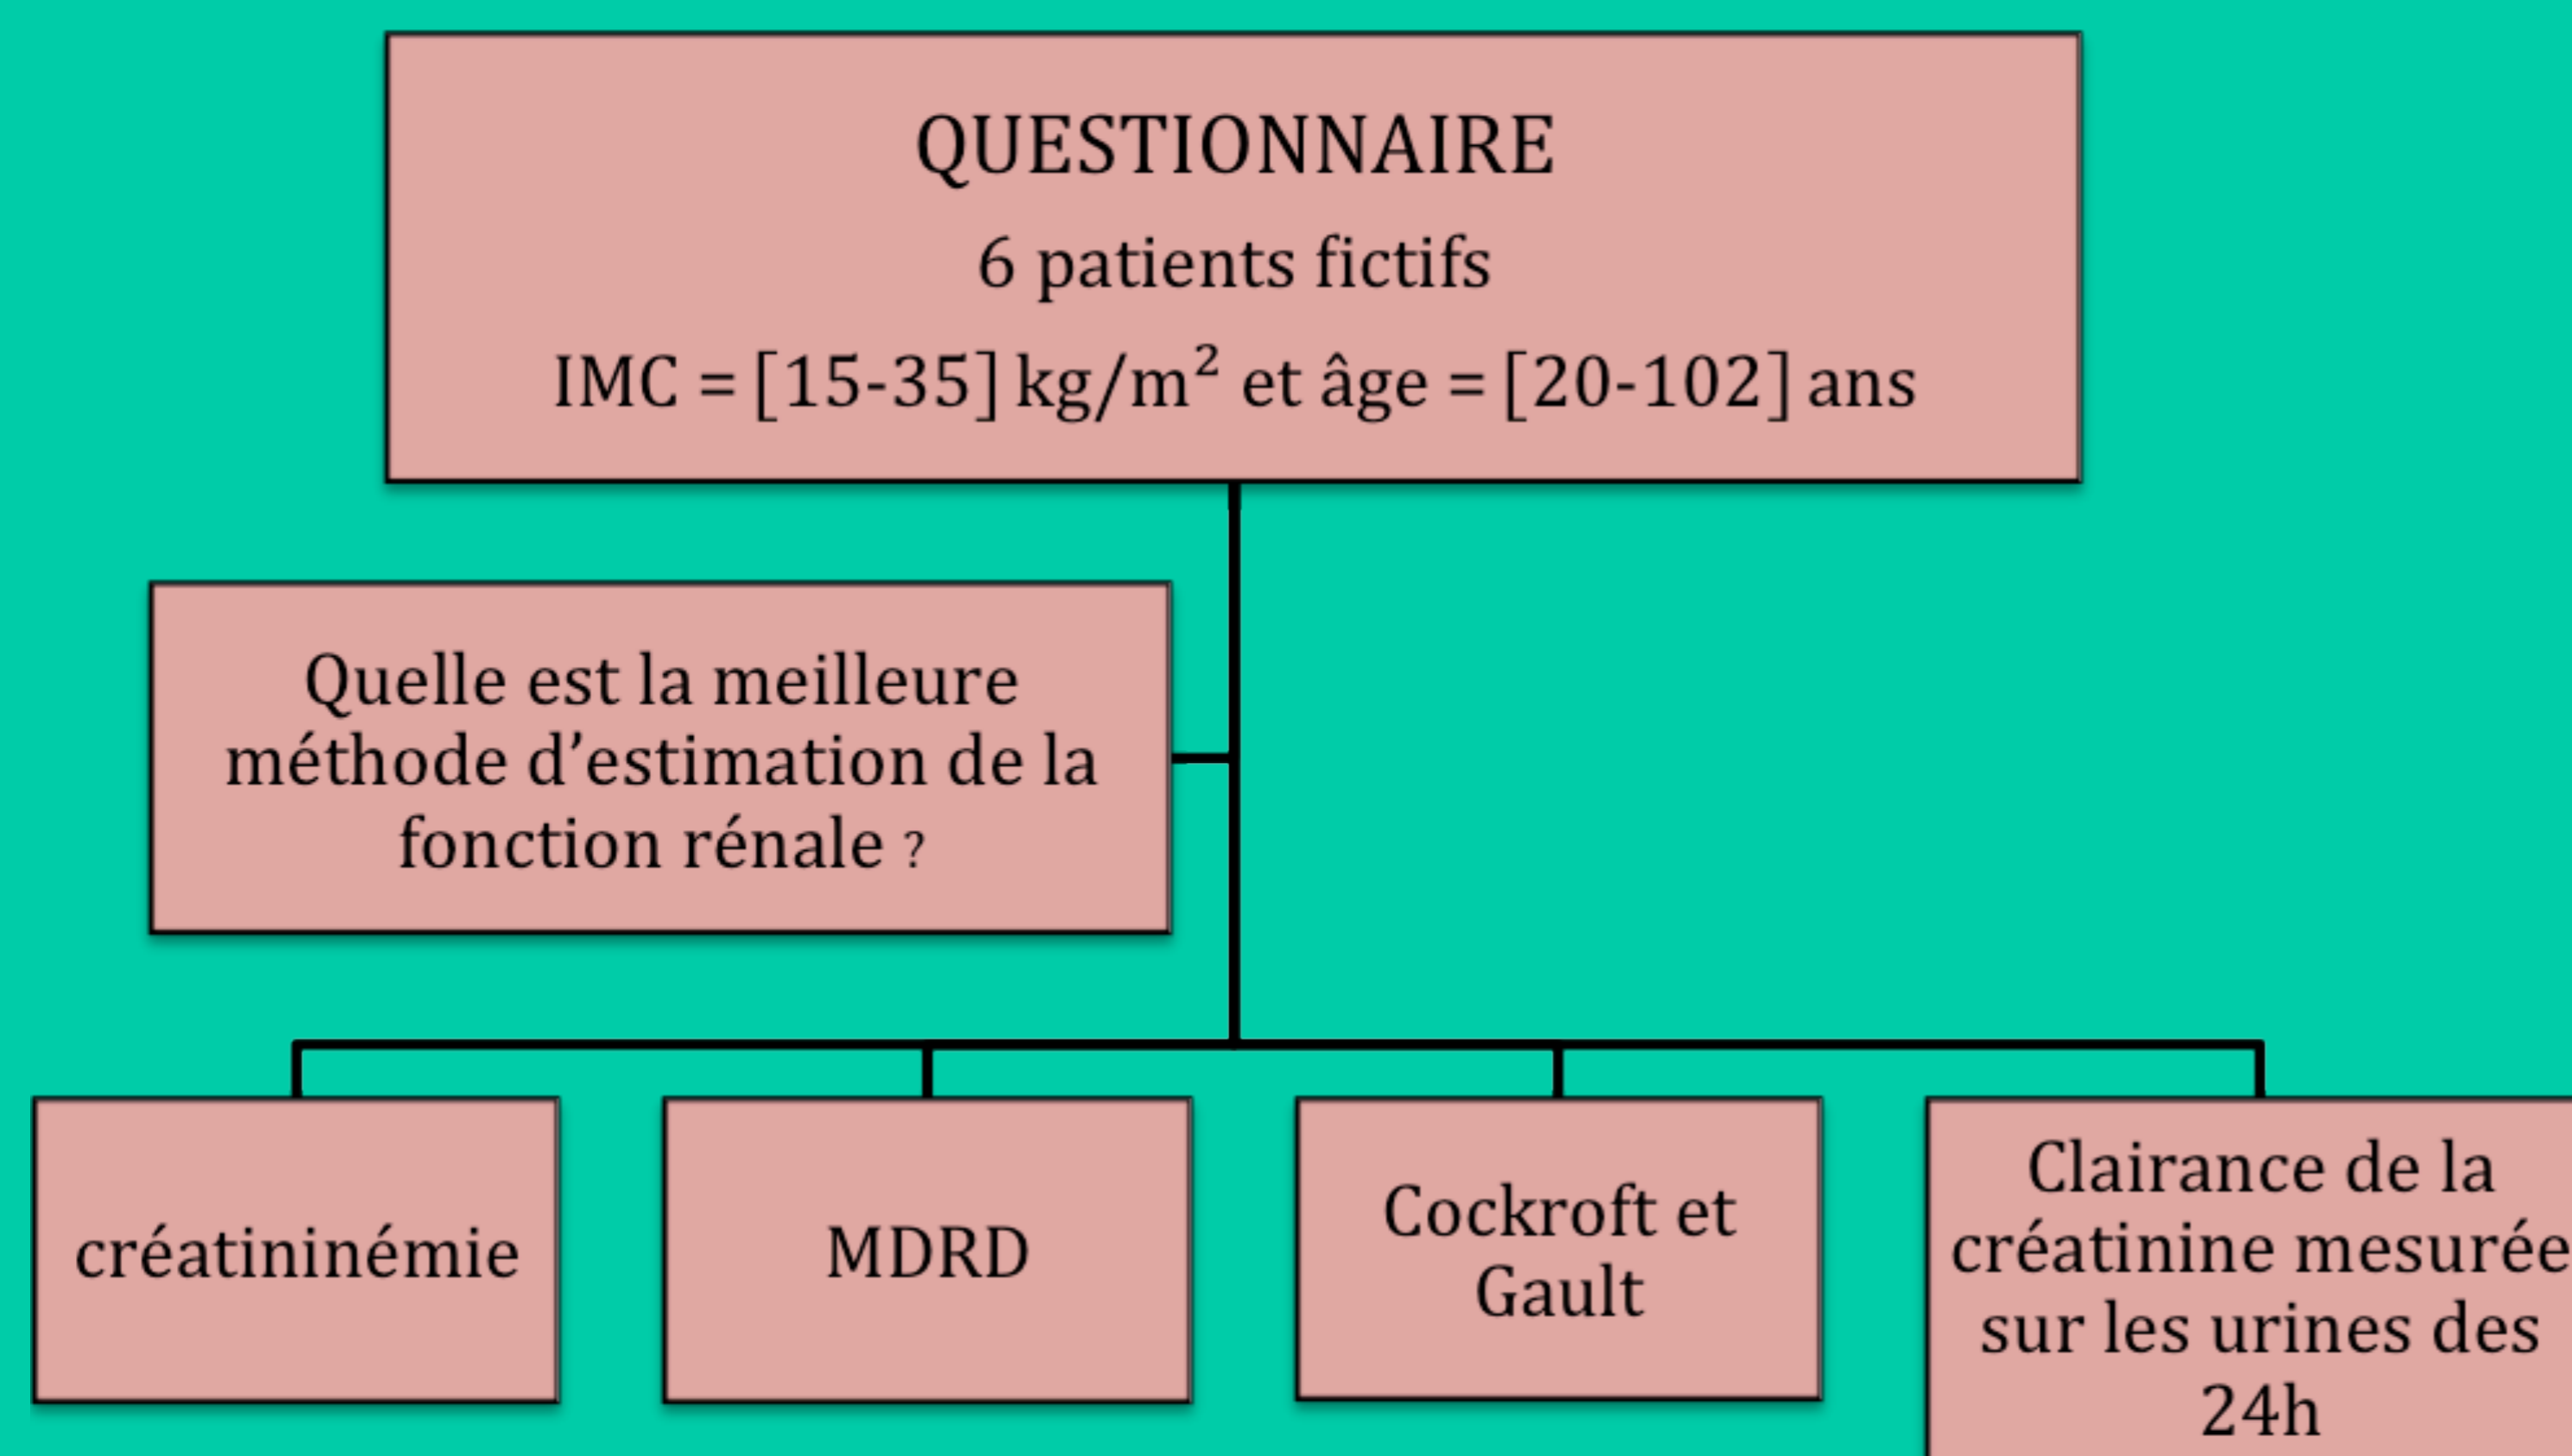 QUESTIONNAIRE
6 patients fictifs
IMC = [15-35] kg/m² et âge = [20-102] ans
Quelle est la meilleure
méthode d’estimation de la
fonction rénale ?
créatininémie
MDRD
Cockroft et
Gault
Clairance de la
créatinine mesurée
sur les urines des
24h